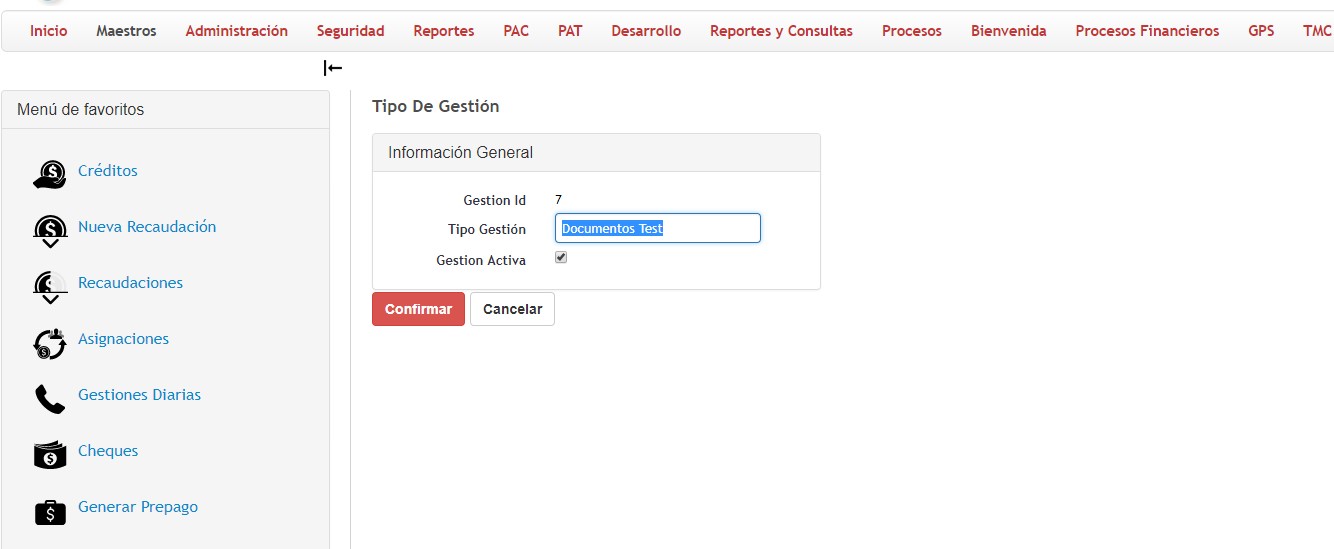 Inicio Maestros Administración Seguridad Reportes PAC PAT Desarrollo Reportes y Consultas Procesos Bienvenida Procesos Financieros GPS TMC
Menú de favoritos
Créditos
Nueva Recaudación
Recaudaciones
Asignaciones
Gestiones Diarias
Cheques
Generar Prepago
Tipo De Gestión
Información General
Gestion Id 7
Tipo Gestión Documentos Test
Gestion Activa
Confirmar Cancelar